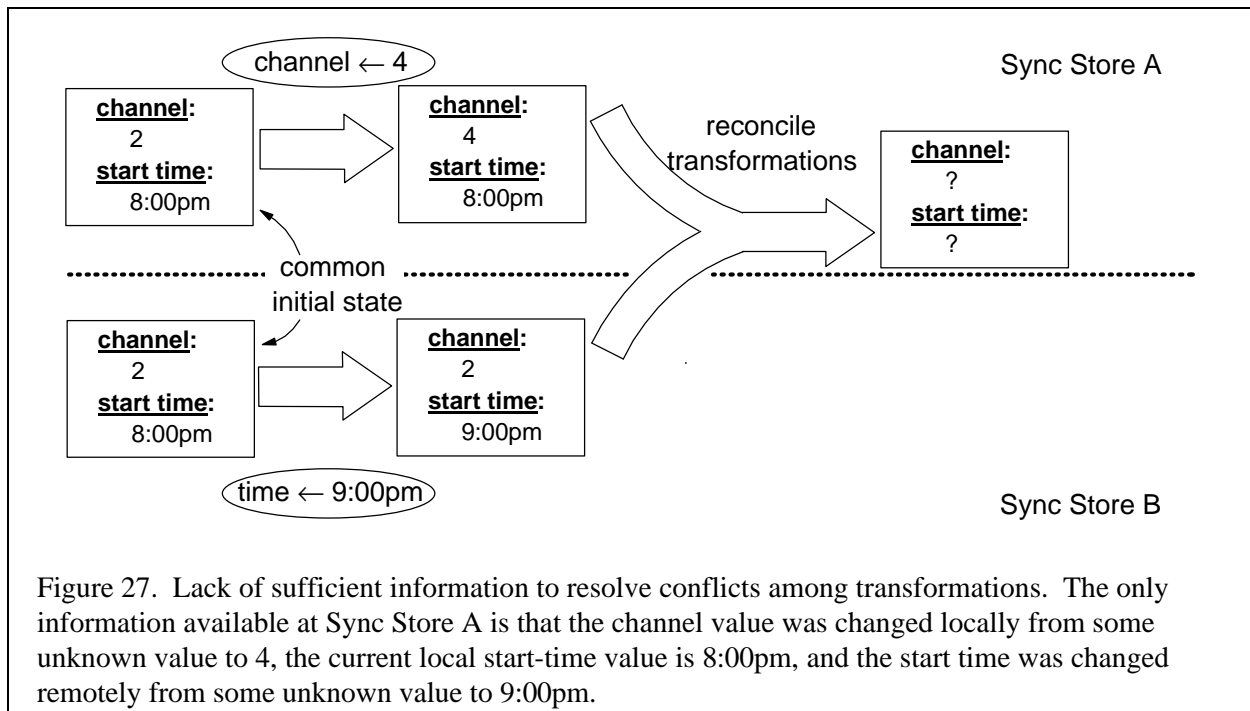 channel ← 4
Sync Store A
channel:
2
start time:
8:00pm
channel:
4
start time:
8:00pm
reconcile
transformations
channel:
?
start time:
?
common
initial state
channel:
2
start time:
8:00pm
channel:
2
start time:
9:00pm
time ← 9:00pm
Sync Store B
Figure 27. Lack of sufficient information to resolve conflicts among transformations. The only
information available at Sync Store A is that the channel value was changed locally from some
unknown value to 4, the current local start-time value is 8:00pm, and the start time was changed
remotely from some unknown value to 9:00pm.